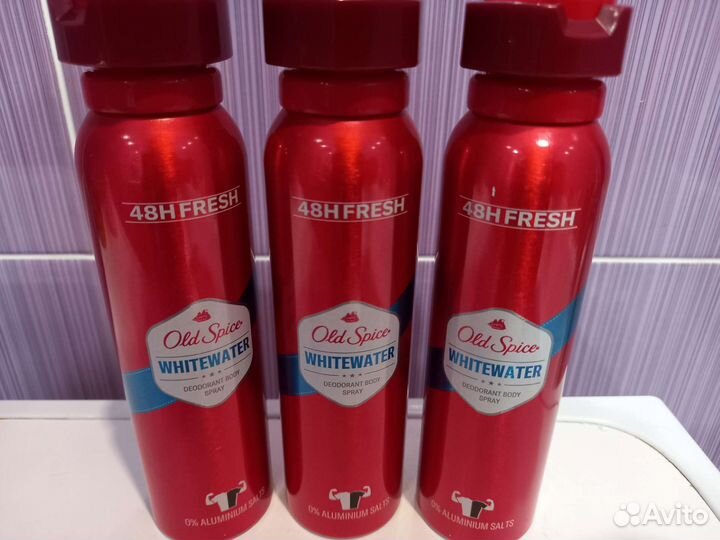 48H FRESH
Old Spice
WHITEWATER
DEODORANT BODY
SPRAY
0% ALUMINIUM SALTS
48H FRESH
Old Spice
WHITEWATER
DEODORANT BODY
SPRAY
0% ALUMINIUM SALTS
48H FRESH
Old Spice
WHITEWATER
DEODORANT BODY
SPRAY
0% ALUMINIUM SALTS
Avito